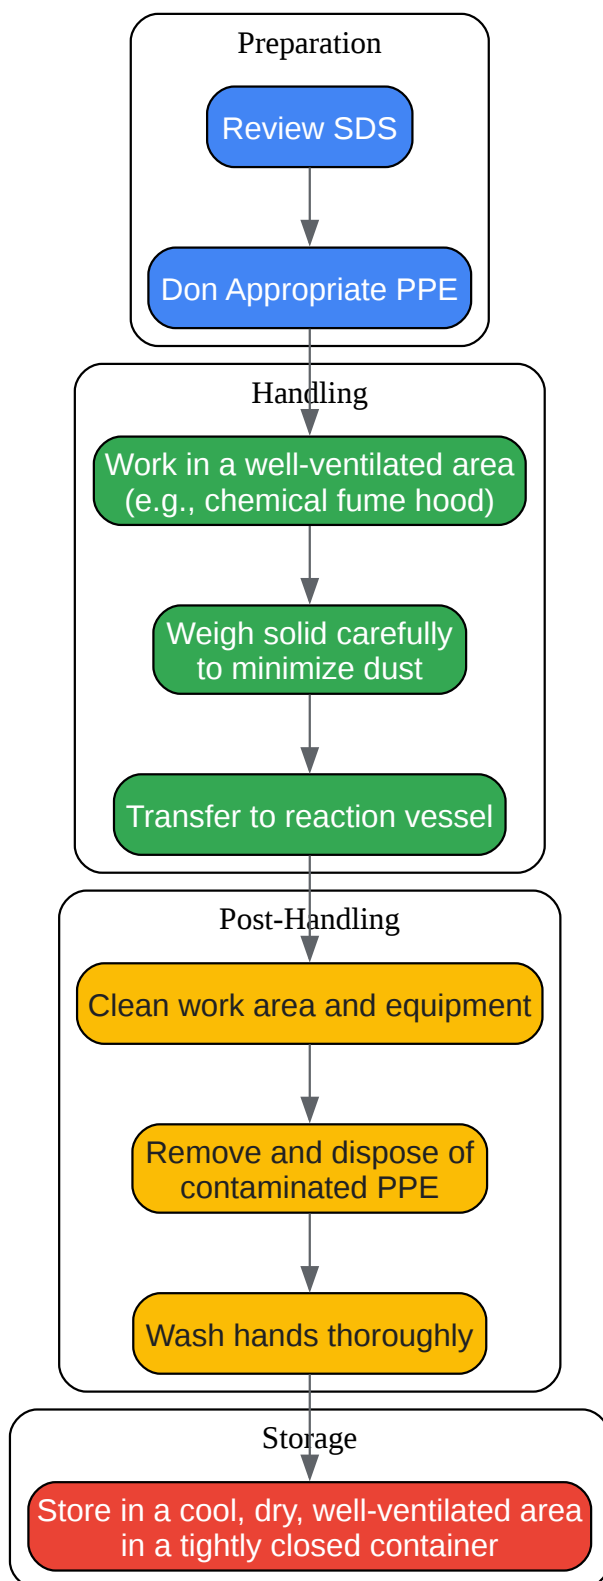 Preparation
Review SDS
Don Appropriate PPE
Handling
Work in a well-ventilated area
(e.g., chemical fume hood)
Weigh solid carefully
to minimize dust
Transfer to reaction vessel
Post-Handling
Clean work area and equipment
Remove and dispose of
contaminated PPE
Wash hands thoroughly
Storage
Store in a cool, dry, well-ventilated area
in a tightly closed container